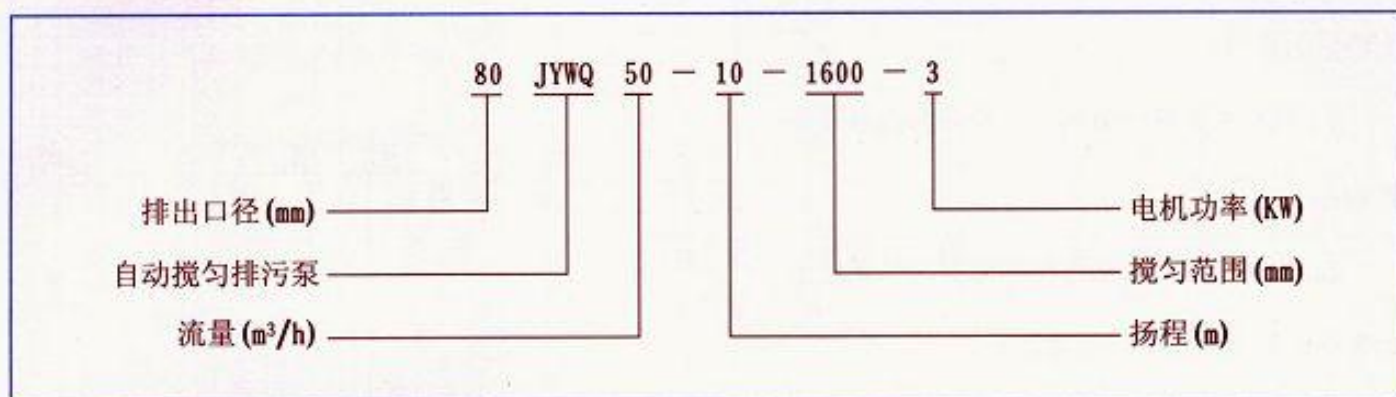 80 JYWQ 50 - 10 - 1600 - 3
排出口径(mm)
电机功率(KW)
自动搅匀排污泵
搅匀范围(mm)
流量(m³/h)
扬程(m)